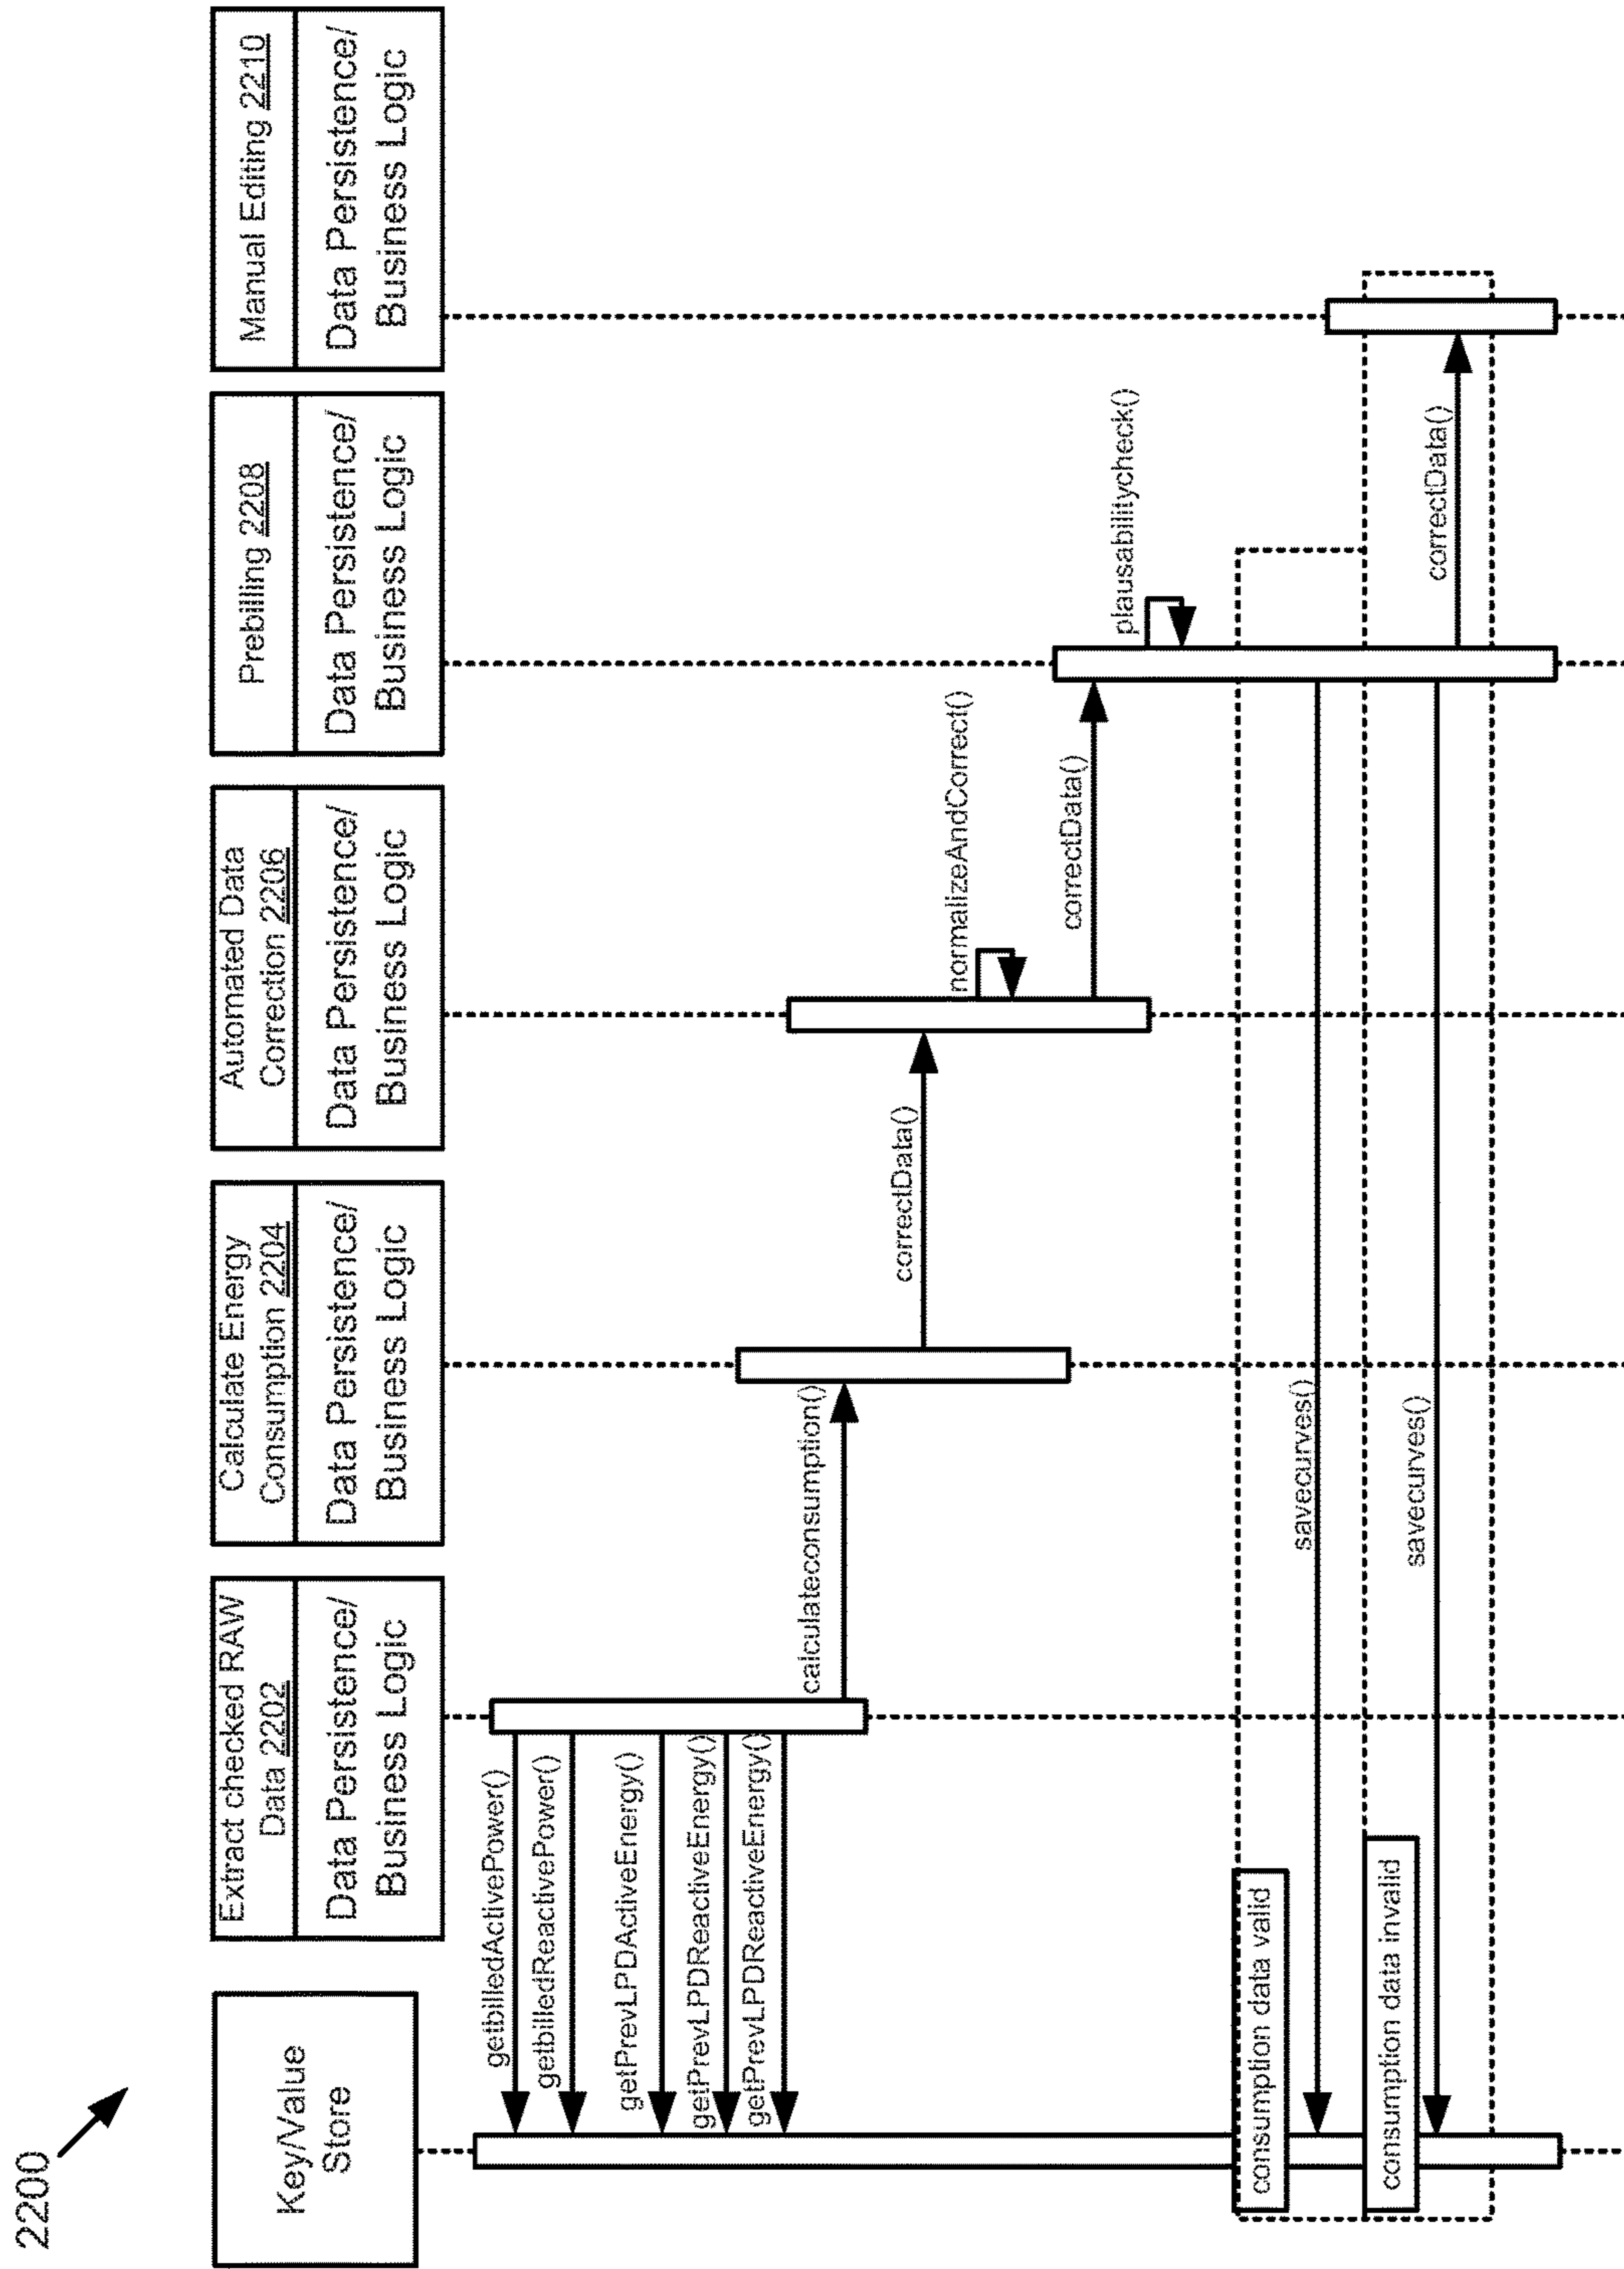 2200
Key/Value
Store
Extract checked RAW
Data 2202
Data Persistence/
Business Logic
Calculate Energy
Consumption 2204
Data Persistence/
Business Logic
Automated Data
Correction 2206
Data Persistence/
Business Logic
Prebilling 2208
Data Persistence/
Business Logic
Manual Editing 2210
Data Persistence/
Business Logic
getbilledActivePower()
getbilledReactivePower()
getPrevLPDActiveEnergy()
getPrevLPDReactiveEnergy()
getPrevLPDReactiveEnergy()
calculateconsumption()
correctData()
normalizeAndCorrect()
correctData()
plausabilitycheck()
consumption data valid
savecurves()
consumption data invalid
savecurves()
correctData()